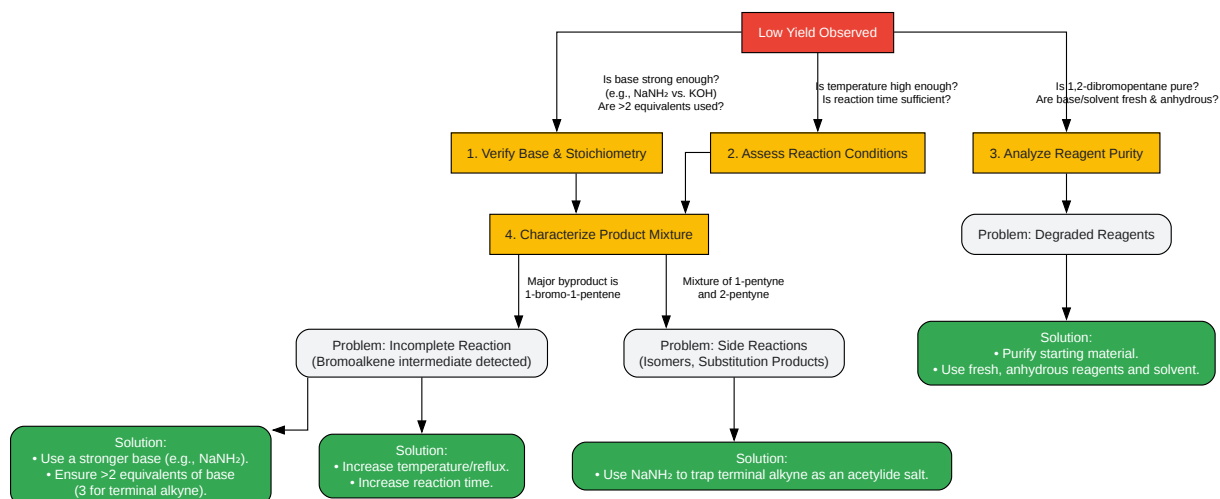 Low Yield Observed
Is base strong enough?
(e.g., NaNH₂ vs. KOH)
Are >2 equivalents used?
Is temperature high enough?
Is reaction time sufficient?
Is 1,2-dibromopentane pure?
Are base/solvent fresh & anhydrous?
1. Verify Base & Stoichiometry
2. Assess Reaction Conditions
3. Analyze Reagent Purity
4. Characterize Product Mixture
Problem: Degraded Reagents
Major byproduct is
1-bromo-1-pentene
Mixture of 1-pentyne
and 2-pentyne
Problem: Incomplete Reaction
(Bromoalkene intermediate detected)
Problem: Side Reactions
(Isomers, Substitution Products)
Solution:
• Purify starting material.
• Use fresh, anhydrous reagents and solvent.
Solution:
• Use a stronger base (e.g., NaNH₂).
• Ensure >2 equivalents of base
(3 for terminal alkyne).
Solution:
• Increase temperature/reflux.
• Increase reaction time.
Solution:
• Use NaNH₂ to trap terminal alkyne as an acetylide salt.